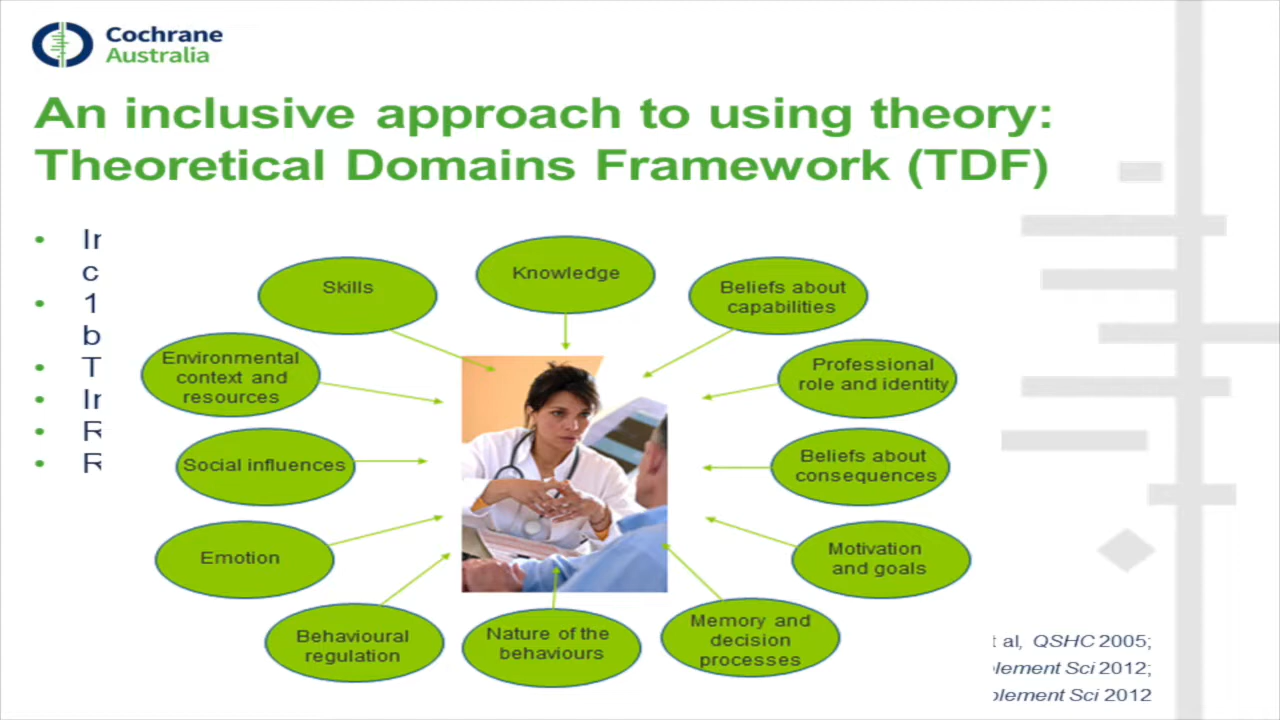 Cochrane
Australia
An inclusive approach to using theory:
Theoretical Domains Framework (TDF)
1
Knowledge
Skills
Beliefs about
capabilities
Environmental
context and
resources
Professional
role and identity
Social influences
Beliefs about
consequences
Emotion
Motivation
and goals
Behavioural
regulation
Nature of the
behaviours
Memory and
decision
processes
t al, QSHC 2005;
lement Sci 2012;
plement Sci 2012